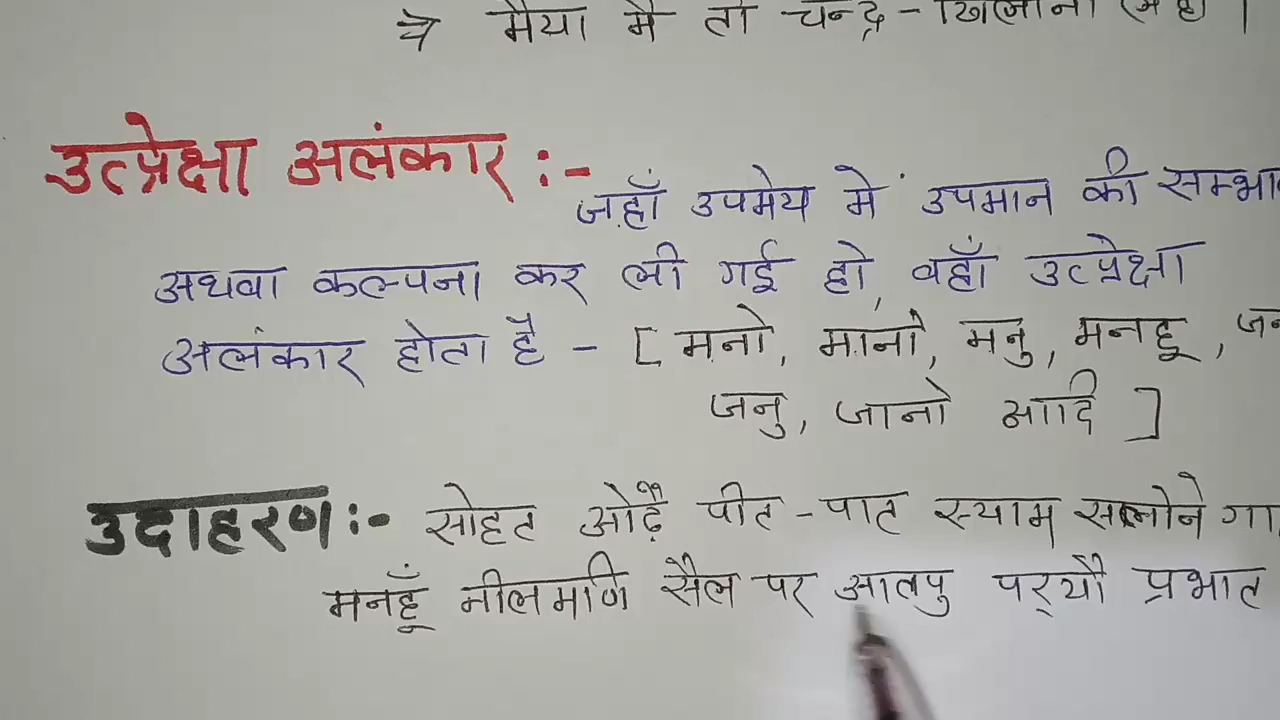 ⇒ मैया मैं तो चन्द्र-खिलौना
उत्प्रेक्षा अलंकार :-
जहाँ उपमेय में उपमान की
अथवा कल्पना कर ली गई हो, वहाँ उत्प्रेक्षा
अलंकार होता है - [ मनो, मानो, मनु, मनहू,
जनु, जानो आदि ]
उदाहरण:- सोहत ओढ़ैं पीत-पात स्याम सलोने
मनहूँ नीलमणि सैल पर आतपु पर्यौ प्रभात